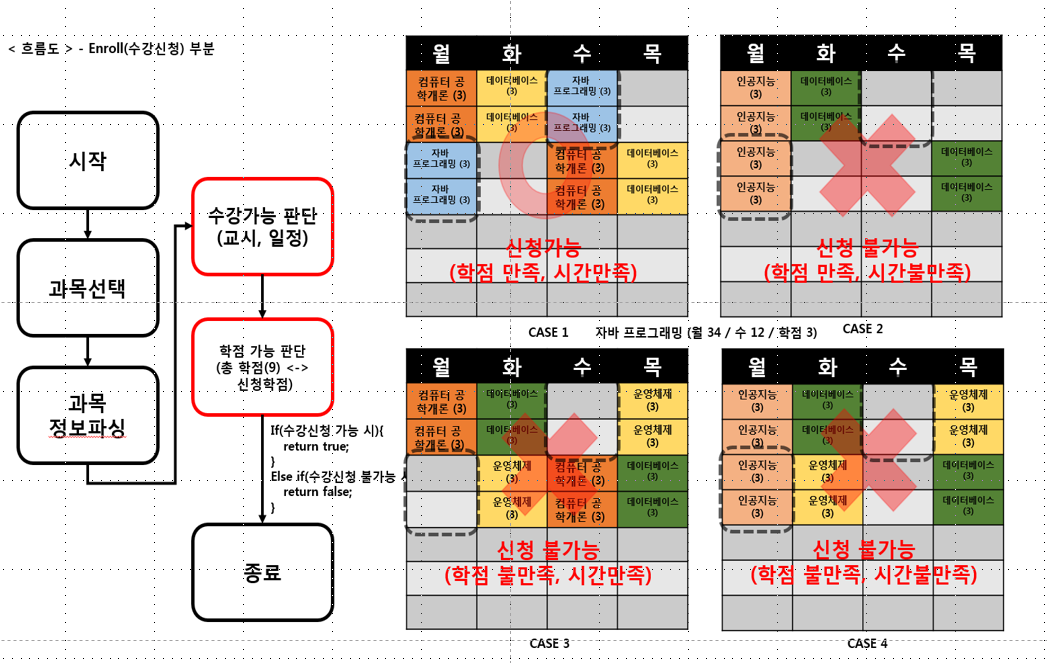 < 흐름도 > - Enroll(수강신청) 부분
시작
과목선택
과목
정보파싱
수강가능 판단
(교시, 일정)
학점 가능 판단
(총 학점(9) <->
신청학점)
If(수강신청 가능 시){
return true;
}
Else if(수강신청 불가능
return false;
}
종료
월 화 수 목
컴퓨터 공
학개론 (3)
데이터베이스
(3)
자바
프로그래밍 (3)
컴퓨터 공
학개론 (3)
데이터베이스
(3)
자바
프로그래밍 (3)
자바
프로그래밍 (3)
컴퓨터 공
학개론 (3)
데이터베이스
(3)
자바
프로그래밍 (3)
컴퓨터 공
학개론 (3)
데이터베이스
(3)
신청가능
(학점 만족, 시간만족)
CASE 1
월 화 수 목
인공지능
(3)
데이터베이스
(3)
인공지능
(3)
데이터베이스
(3)
인공지능
(3)
데이터베이스
(3)
인공지능
(3)
데이터베이스
(3)
신청 불가능
(학점 만족, 시간불만족)
자바 프로그래밍 (월 34 / 수 12 / 학점 3)
CASE 2
월 화 수 목
컴퓨터 공
학개론 (3)
데이터베이스
(3)
운영체제
(3)
컴퓨터 공
학개론 (3)
데이터베이스
(3)
운영체제
(3)
운영체제
(3)
컴퓨터 공
학개론 (3)
데이터베이스
(3)
운영체제
(3)
컴퓨터 공
학개론 (3)
데이터베이스
(3)
신청 불가능
(학점 불만족, 시간만족)
CASE 3
월 화 수 목
인공지능
(3)
데이터베이스
(3)
운영체제
(3)
인공지능
(3)
데이터베이스
(3)
운영체제
(3)
인공지능
(3)
운영체제
(3)
데이터베이스
(3)
인공지능
(3)
운영체제
(3)
데이터베이스
(3)
신청 불가능
(학점 불만족, 시간불만족)
CASE 4